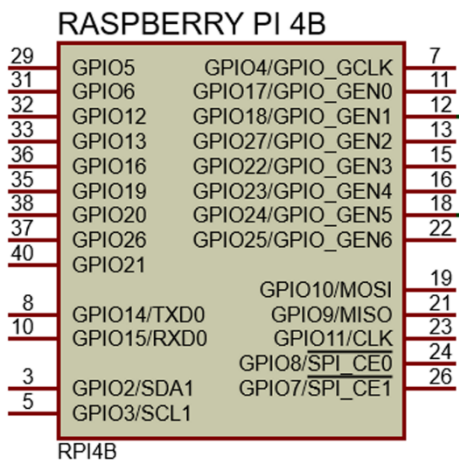 RASPBERRY PI 4B
29 GPIO5 GPIO4/GPIO_GCLK 7
31 GPIO6 GPIO17/GPIO_GEN0 11
32 GPIO12 GPIO18/GPIO_GEN1 12
33 GPIO13 GPIO27/GPIO_GEN2 13
36 GPIO16 GPIO22/GPIO_GEN3 15
35 GPIO19 GPIO23/GPIO_GEN4 16
38 GPIO20 GPIO24/GPIO_GEN5 18
37 GPIO26 GPIO25/GPIO_GEN6 22
40 GPIO21
GPIO10/MOSI 19
8 GPIO14/TXD0 GPIO9/MISO 21
10 GPIO15/RXD0 GPIO11/CLK 23
GPIO8/SPI_CE0 24
3 GPIO2/SDA1 GPIO7/SPI_CE1 26
5 GPIO3/SCL1
RPI4B